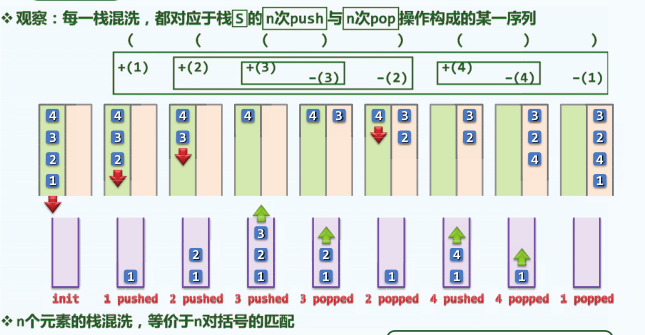 ❖ 观察：每一栈混洗，都对应于栈S的n次push与n次pop操作构成的某一序列
( ( ( ) ) ( ) )
+(1) +(2) +(3) -(3) -(2) +(4) -(4) -(1)
4 4 4 4 4 3 4 3 3 3 3
3 3 3 2 2 2 2
2 2 4 4
1 1
3 4
2 2 2 2
1 1 1 1 1 1 1
init 1 pushed 2 pushed 3 pushed 3 popped 2 popped 4 pushed 4 popped 1 popped
❖ n个元素的栈混洗，等价于n对括号的匹配